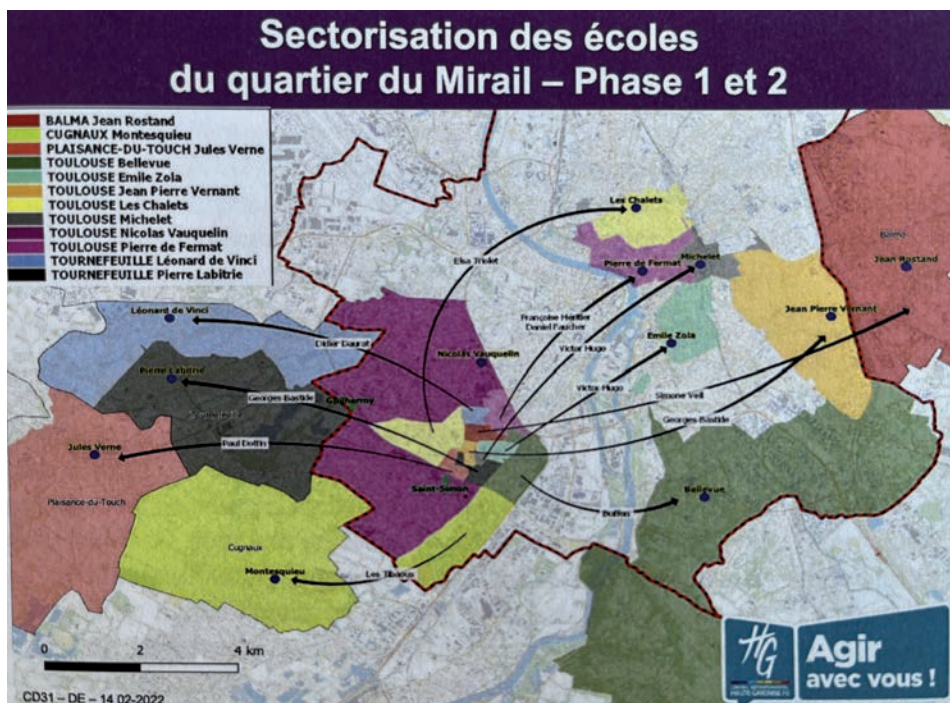 Sectorisation des écoles
du quartier du Mirail – Phase 1 et 2
BALMA Jean Rostand
CUGNAUX Montesquieu
PLAISANCE-DU-TOUCH Jules Verne
TOULOUSE Bellevue
TOULOUSE Emile Zola
TOULOUSE Jean Pierre Vernant
TOULOUSE Les Chalets
TOULOUSE Michelet
TOULOUSE Nicolas Vauquelin
TOULOUSE Pierre de Fermat
TOURNEFEUILLE Léonard de Vinci
TOURNEFEUILLE Pierre Labitrie
Les Chalets
Balma
Elsa Triolet
Pierre de Fermat
Michelet
Jean Rostand
Léonard de Vinci
Françoise Héritier
Daniel Faucher
Jean Pierre Vernant
Didier Daurat
Emile Zola
Victor Hugo
Nicolas Vauquelin
Pierre Labitrie
Victor Hugo
Georges Bastide
Simone Veil
Georges Bastide
Jules Verne
Paul Dottin
Saint-Simon
Plaisance-du-Touch
Bellevue
Buffon
Cugnaux
Montesquieu
Les Tibaous
0 2 4 km
HG
Agir
avec vous !
CD31 – DE – 14 02-2022